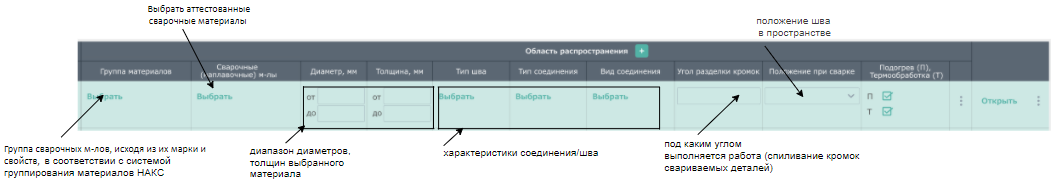 Выбрать аттестованные
сварочные материалы
положение шва
в пространстве
Область распространения +
Группа материалов
Сварочные
(наплавочные) м-лы
Диаметр, мм
Толщина, мм
Тип шва
Тип соединения
Вид соединения
Угол разделки кромок
Положение при сварке
Подогрев (П),
Термообработка (Т)
Выбрать
Выбрать
от
от
Выбрать
Выбрать
Выбрать
П
Открыть
до
до
Т
Группа сварочных м-лов, исходя из их марки и
свойств, в соответствии с системой
группирования материалов НАКС
диапазон диаметров,
толщин выбранного
материала
характеристики соединения/шва
под каким углом
выполняется работа (спиливание кромок
свариваемых деталей)